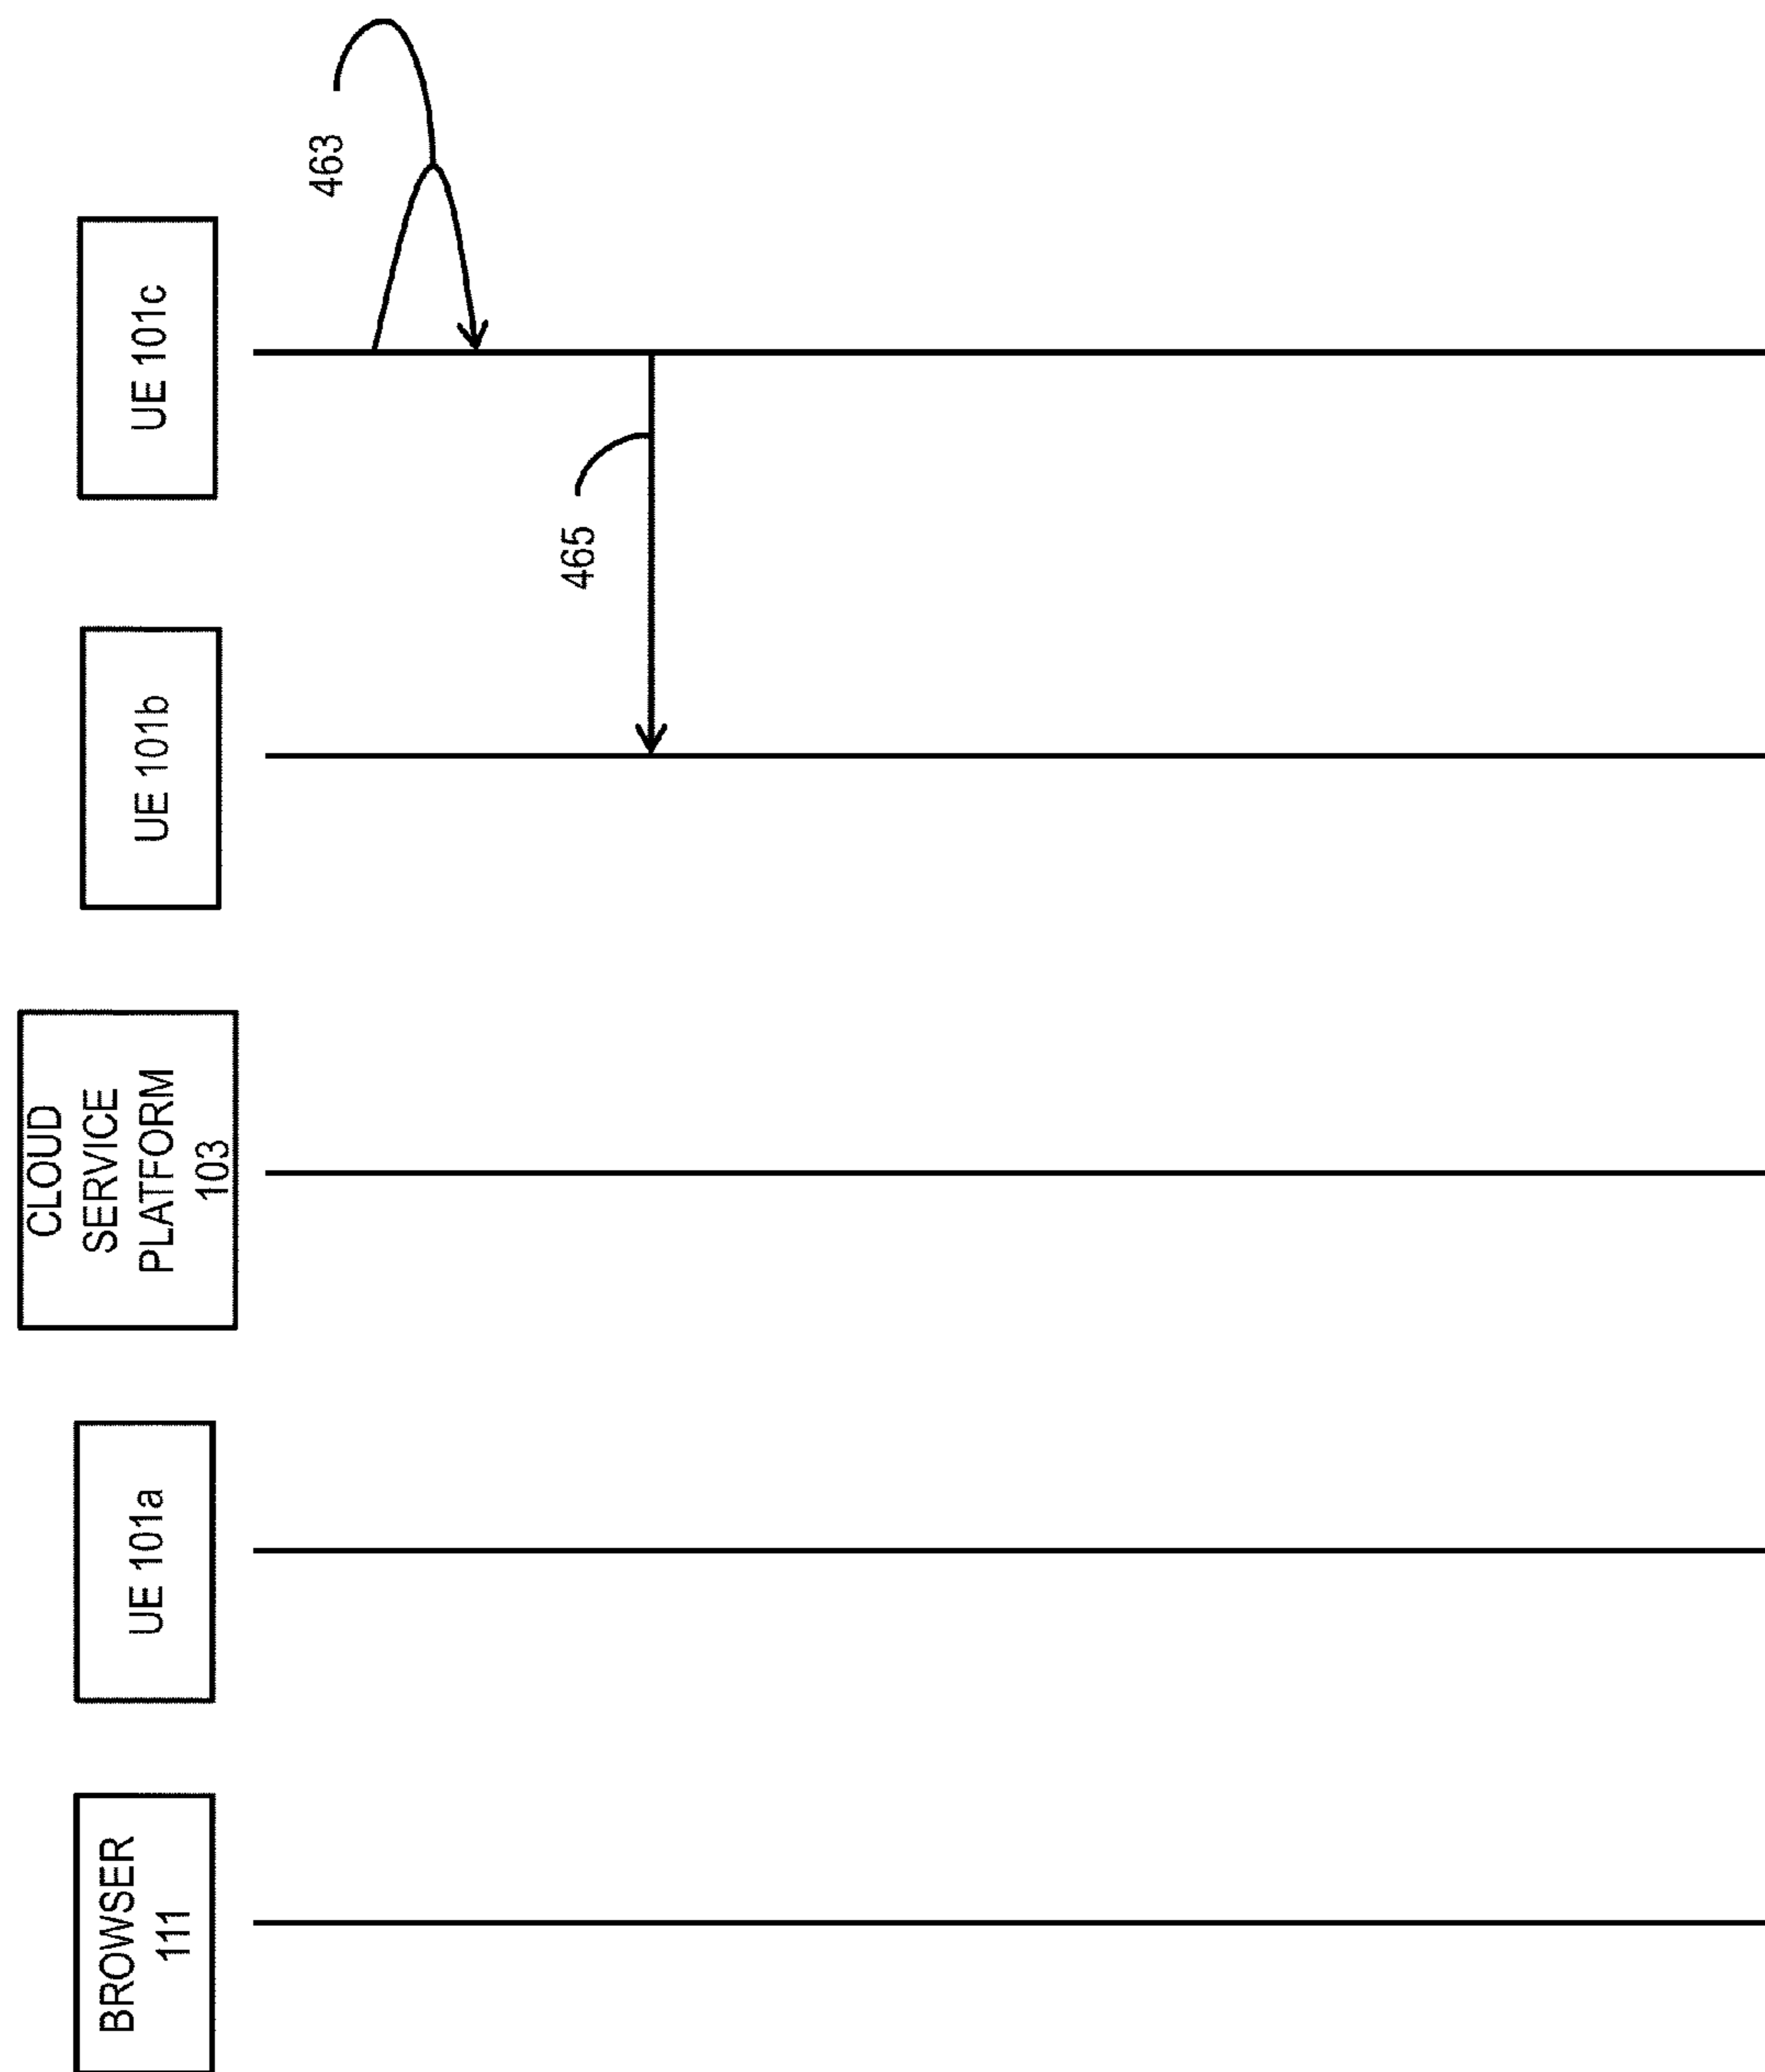 BROWSER
111
UE 101a
CLOUD
SERVICE
PLATFORM
103
UE 101b
UE 101c
463
465